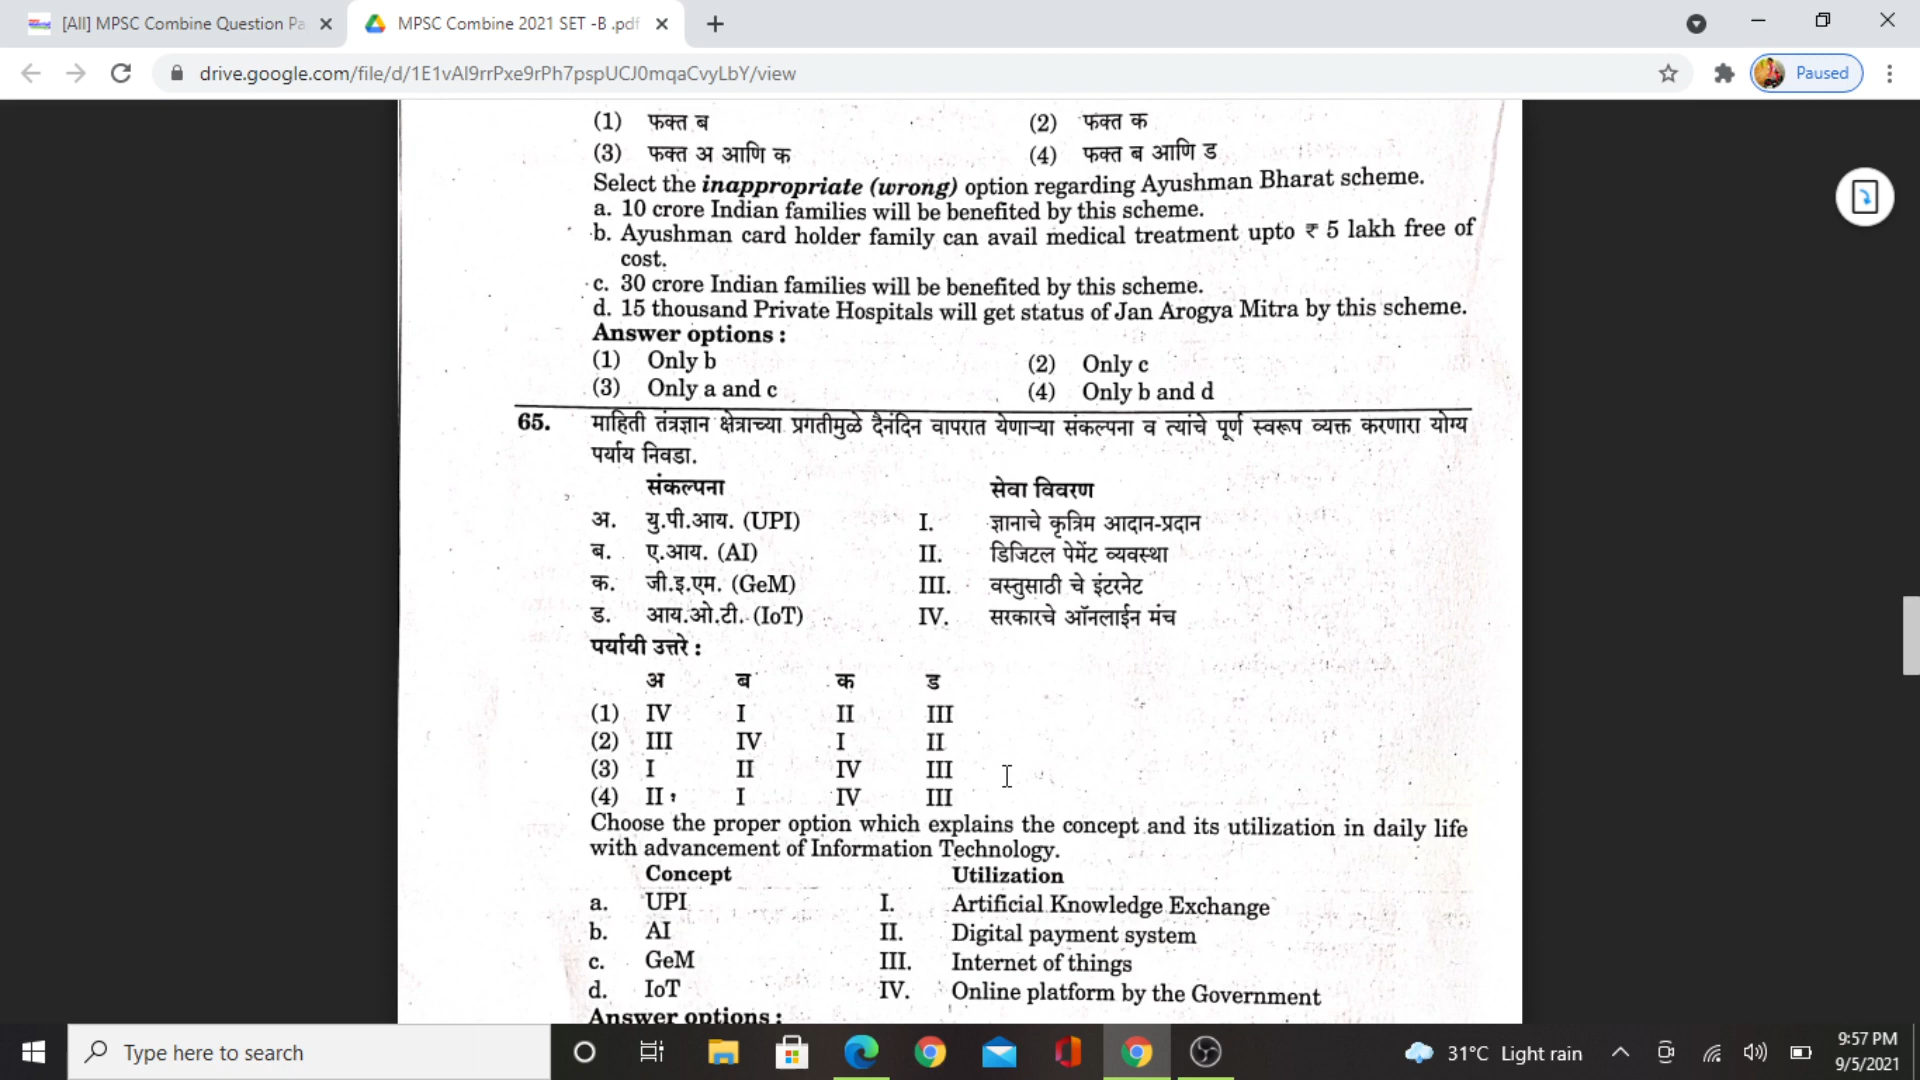 [All] MPSC Combine Question Pa
MPSC Combine 2021 SET -B .pdf
drive.google.com/file/d/1E1vAl9rrPxe9rPh7pspUCJ0mqaCvyLbY/view
Paused
(1) फक्त ब (2) फक्त क
(3) फक्त अ आणि क (4) फक्त ब आणि ड
Select the inappropriate (wrong) option regarding Ayushman Bharat scheme.
a. 10 crore Indian families will be benefited by this scheme.
b. Ayushman card holder family can avail medical treatment upto ₹ 5 lakh free of
cost.
c. 30 crore Indian families will be benefited by this scheme.
d. 15 thousand Private Hospitals will get status of Jan Arogya Mitra by this scheme.
Answer options :
(1) Only b (2) Only c
(3) Only a and c (4) Only b and d
65. माहिती तंत्रज्ञान क्षेत्राच्या प्रगतीमुळे दैनंदिन वापरात येणाऱ्या संकल्पना व त्यांचे पूर्ण स्वरूप व्यक्त करणारा योग्य
पर्याय निवडा.
संकल्पना सेवा विवरण
अ. यु.पी.आय. (UPI) I. ज्ञानाचे कृत्रिम आदान-प्रदान
ब. ए.आय. (AI) II. डिजिटल पेमेंट व्यवस्था
क. जी.इ.एम. (GeM) III. वस्तुसाठी चे इंटरनेट
ड. आय.ओ.टी. (IoT) IV. सरकारचे ऑनलाईन मंच
पर्यायी उत्तरे :
अ ब क ड
(1) IV I II III
(2) III IV I II
(3) I II IV III
(4) II I IV III
Choose the proper option which explains the concept and its utilization in daily life
with advancement of Information Technology.
Concept Utilization
a. UPI I. Artificial Knowledge Exchange
b. AI II. Digital payment system
c. GeM III. Internet of things
d. IoT IV. Online platform by the Government
Answer options :
Type here to search
31°C Light rain
9:57 PM
9/5/2021